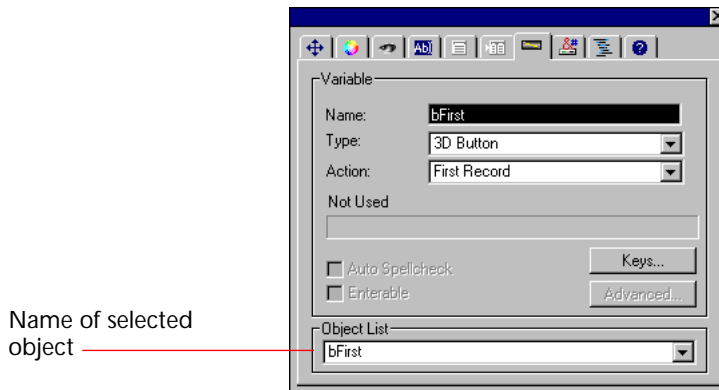 Variable
Name: bFirst
Type: 3D Button
Action: First Record
Not Used
Auto Spellcheck
Keys...
Enterable
Advanced...
Name of selected
object
Object List
bFirst